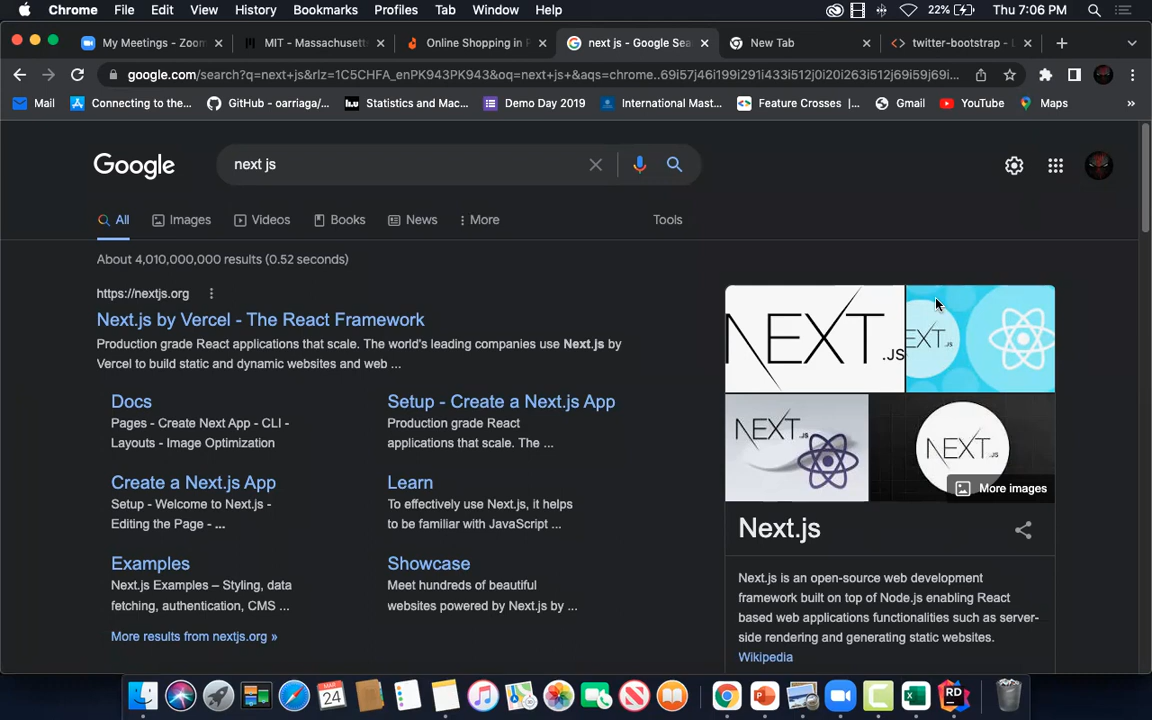 Chrome File Edit View History Bookmarks Profiles Tab Window Help 22% Thu 7:06 PM
My Meetings - Zoom MIT - Massachusett Online Shopping in next js - Google Sea New Tab twitter-bootstrap -
google.com/search?q=next+js&rlz=1C5CHFA_enPK943PK943&oq=next+js+&aqs=chrome..69i57j46i199i291i433i512j0i20i263i512j69i59j69i...
Mail Connecting to the... GitHub - oarriaga/... Statistics and Mac... Demo Day 2019 International Mast... Feature Crosses |... Gmail YouTube Maps »
Google next js
All Images Videos Books News More Tools
About 4,010,000,000 results (0.52 seconds)
https://nextjs.org
Next.js by Vercel - The React Framework
Production grade React applications that scale. The world's leading companies use Next.js by
Vercel to build static and dynamic websites and web ...
Docs
Pages - Create Next App - CLI -
Layouts - Image Optimization
Setup - Create a Next.js App
Production grade React
applications that scale. The ...
Create a Next.js App
Setup - Welcome to Next.js -
Editing the Page - ...
Learn
To effectively use Next.js, it helps
to be familiar with JavaScript ...
Examples
Next.js Examples – Styling, data
fetching, authentication, CMS ...
Showcase
Meet hundreds of beautiful
websites powered by Next.js by ...
More results from nextjs.org »
NEXT.JS
NEXT.JS
NEXT.JS
NEXT.JS
More images
Next.js
Next.js is an open-source web development
framework built on top of Node.js enabling React
based web applications functionalities such as server-
side rendering and generating static websites.
Wikipedia
MAR
24
RD